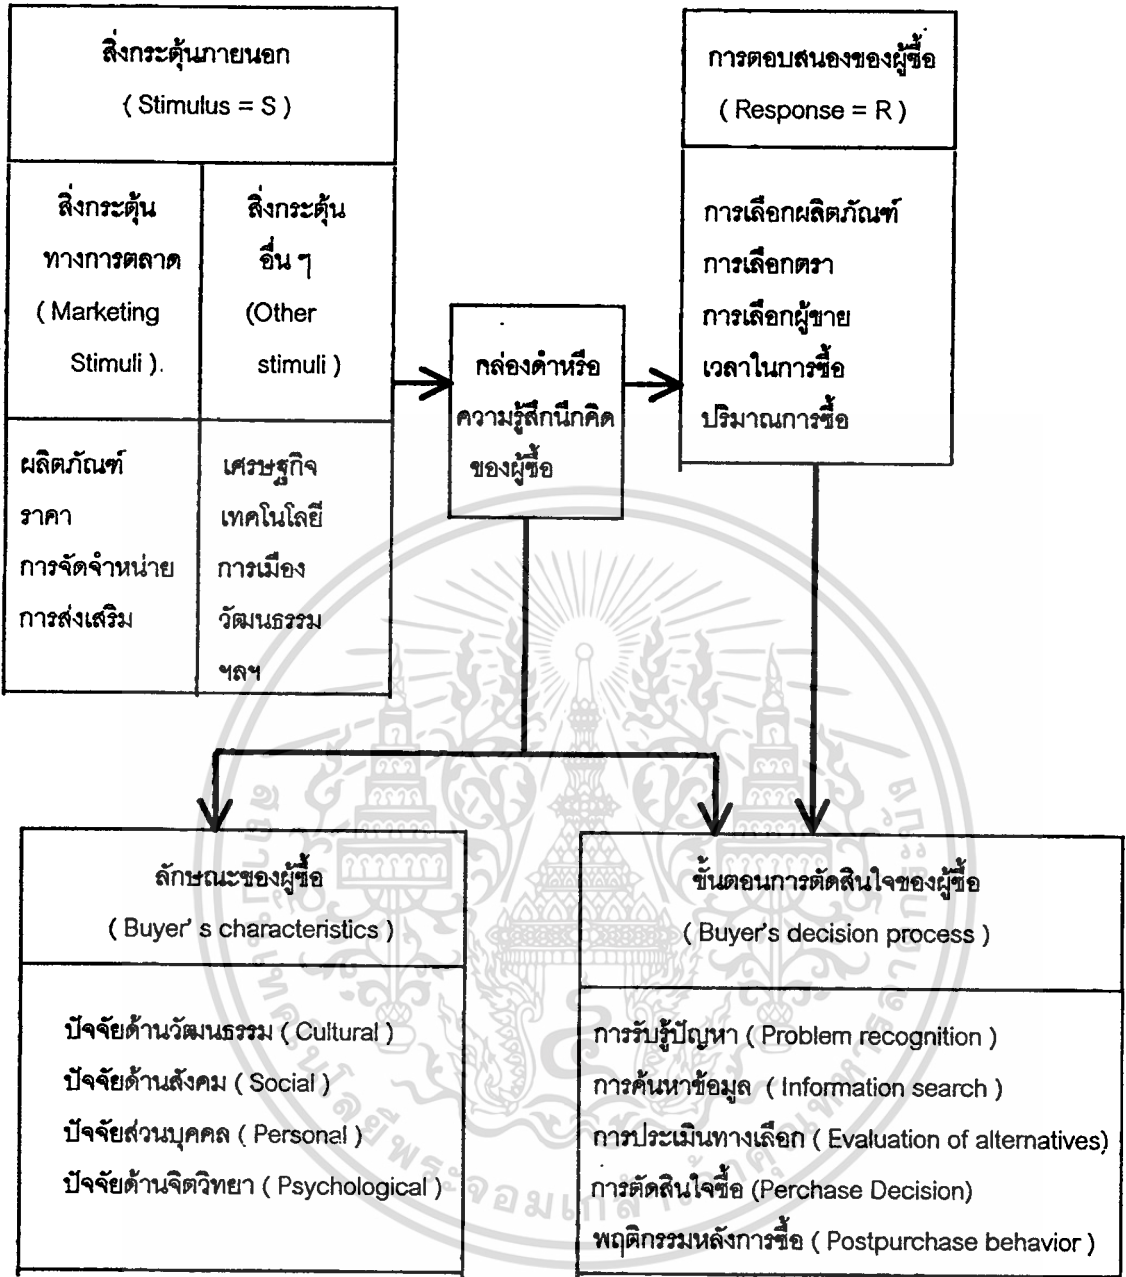 สิ่งกระตุ้นภายนอก
( Stimulus = S )
สิ่งกระตุ้น
ทางการตลาด
( Marketing
Stimuli ).
สิ่งกระตุ้น
อื่น ๆ
(Other
stimuli )
ผลิตภัณฑ์
ราคา
การจัดจำหน่าย
การส่งเสริม
เศรษฐกิจ
เทคโนโลยี
การเมือง
วัฒนธรรม
ฯลฯ
กล่องดำหรือ
ความรู้สึกนึกคิด
ของผู้ซื้อ
การตอบสนองของผู้ซื้อ
( Response = R )
การเลือกผลิตภัณฑ์
การเลือกตรา
การเลือกผู้ขาย
เวลาในการซื้อ
ปริมาณการซื้อ
ลักษณะของผู้ซื้อ
( Buyer' s characteristics )
ปัจจัยด้านวัฒนธรรม ( Cultural )
ปัจจัยด้านสังคม ( Social )
ปัจจัยส่วนบุคคล ( Personal )
ปัจจัยด้านจิตวิทยา ( Psychological )
ขั้นตอนการตัดสินใจของผู้ซื้อ
( Buyer's decision process )
การรับรู้ปัญหา ( Problem recognition )
การค้นหาข้อมูล ( Information search )
การประเมินทางเลือก ( Evaluation of alternatives)
การตัดสินใจซื้อ (Perchase Decision)
พฤติกรรมหลังการซื้อ ( Postpurchase behavior )